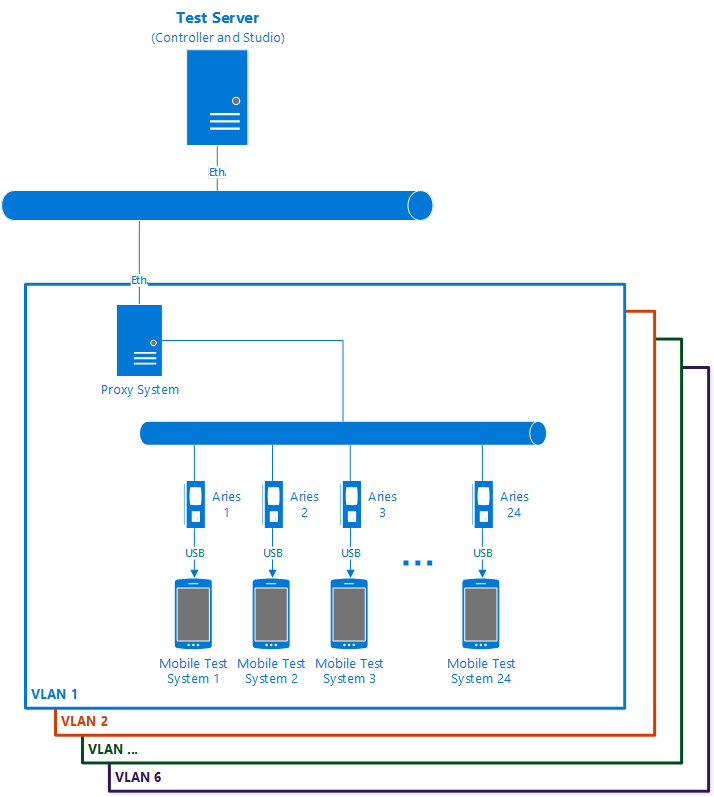 Test Server
(Controller and Studio)
Eth.
Eth.
Proxy System
Aries
1
Aries
2
Aries
3
Aries
24
USB
USB
USB
USB
...
Mobile Test
System 1
Mobile Test
System 2
Mobile Test
System 3
Mobile Test
System 24
VLAN 1
VLAN 2
VLAN ...
VLAN 6